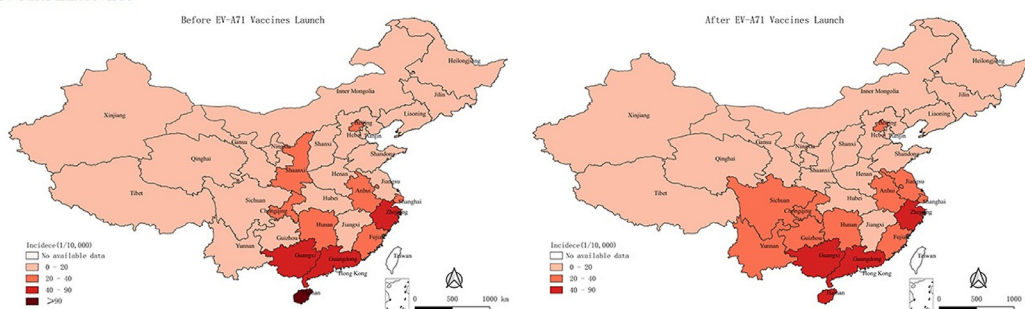 Before EV-A71 Vaccines Launch
Heilongjiang
Jilin
Inner Mongolia
Liaoning
Xinjiang
Beijing
Hebei Tianjin
Gansu
Ningxia
Shanxi
Shandong
Qinghai
Shaanxi
Henan
Jiangsu
Tibet
Anhui
Sichuan
Hubei
Shanghai
Chongqing
Zhejiang
Hunan
Jiangxi
Guizhou
Fujian
Yunnan
Guangxi
Guangdong
Taiwan
Hong Kong
Hainan
Incidece(1/10,000)
No available data
0 - 20
20 - 40
40 - 90
>90
0 500 1000 km
After EV-A71 Vaccines Launch
Heilongjiang
Jilin
Inner Mongolia
Liaoning
Xinjiang
Beijing
Hebei Tianjin
Gansu
Ningxia
Shanxi
Shandong
Qinghai
Shaanxi
Henan
Jiangsu
Tibet
Anhui
Sichuan
Hubei
Shanghai
Chongqing
Zhejiang
Hunan
Jiangxi
Guizhou
Fujian
Yunnan
Guangxi
Guangdong
Taiwan
Hong Kong
Hainan
Incidece(1/10,000)
No available data
0 - 20
20 - 40
40 - 90
0 500 1000